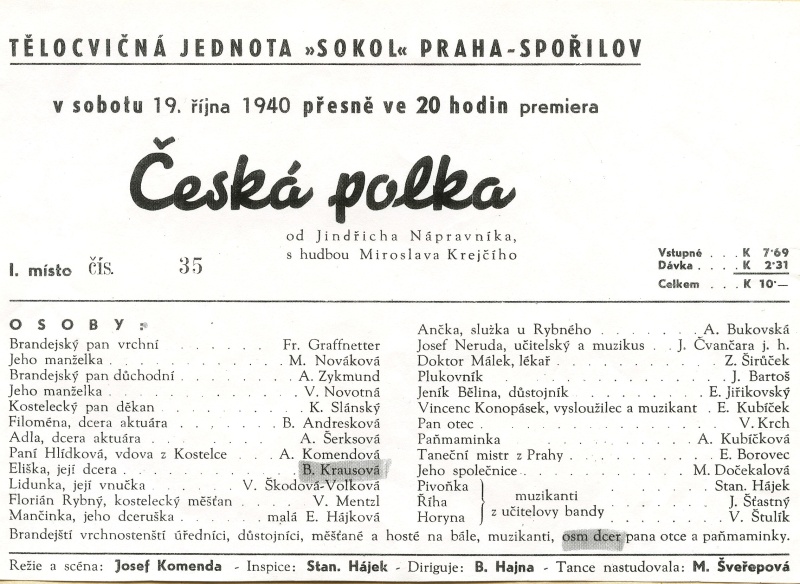 TĚLOCVIČNÁ JEDNOTA »SOKOL« PRAHA-SPOŘILOV
v sobotu 19. října 1940 přesně ve 20 hodin premiera
Česká polka
od Jindřicha Nápravníka,
s hudbou Miroslava Krejčího
I. místo čís. 35
Vstupné . . . K 7·69
Dávka . . . . K 2·31
Celkem . . . K 10·—
OSOBY:
Brandejský pan vrchní . . . . . Fr. Graffnetter
Jeho manželka . . . . . M. Nováková
Brandejský pan důchodní . . . . . A. Zykmund
Jeho manželka . . . . . V. Novotná
Kostelecký pan děkan . . . . . K. Slánský
Filoména, dcera aktuára . . . . . B. Andresková
Adla, dcera aktuára . . . . . A. Šerksová
Paní Hlídková, vdova z Kostelce . . A. Komendová
Eliška, její dcera . . . . . B. Krausová
Lidunka, její vnučka . . V. Škodová-Volková
Florián Rybný, kostelecký měšťan . . V. Mentzl
Mančinka, jeho dceruška . . malá E. Hájková
Ančka, služka u Rybného . . . . . A. Bukovská
Josef Neruda, učitelský a muzikus . . J. Čvančara j. h.
Doktor Málek, lékař . . . . . Z. Širůček
Plukovník . . . . . J. Bartoš
Jeník Bělina, důstojník . . . . . E. Jiřikovský
Vincenc Konopásek, vysloužilec a muzikant . E. Kubíček
Pan otec . . . . . V. Krch
Paňmaminka . . . . . A. Kubíčková
Taneční mistr z Prahy . . . . . E. Borovec
Jeho společnice . . . . . M. Dočekalová
Pivoňka . . . . . Stan. Hájek
Říha } muzikanti z učitelovy bandy . . J. Šťastný
Horyna . . . . . V. Štulík
Brandejští vrchnostenští úředníci, důstojníci, měšťané a hosté na bále, muzikanti, osm dcer pana otce a paňmaminky.
Režie a scéna: Josef Komenda - Inspice: Stan. Hájek - Diriguje: B. Hajna - Tance nastudovala: M. Šveřepová